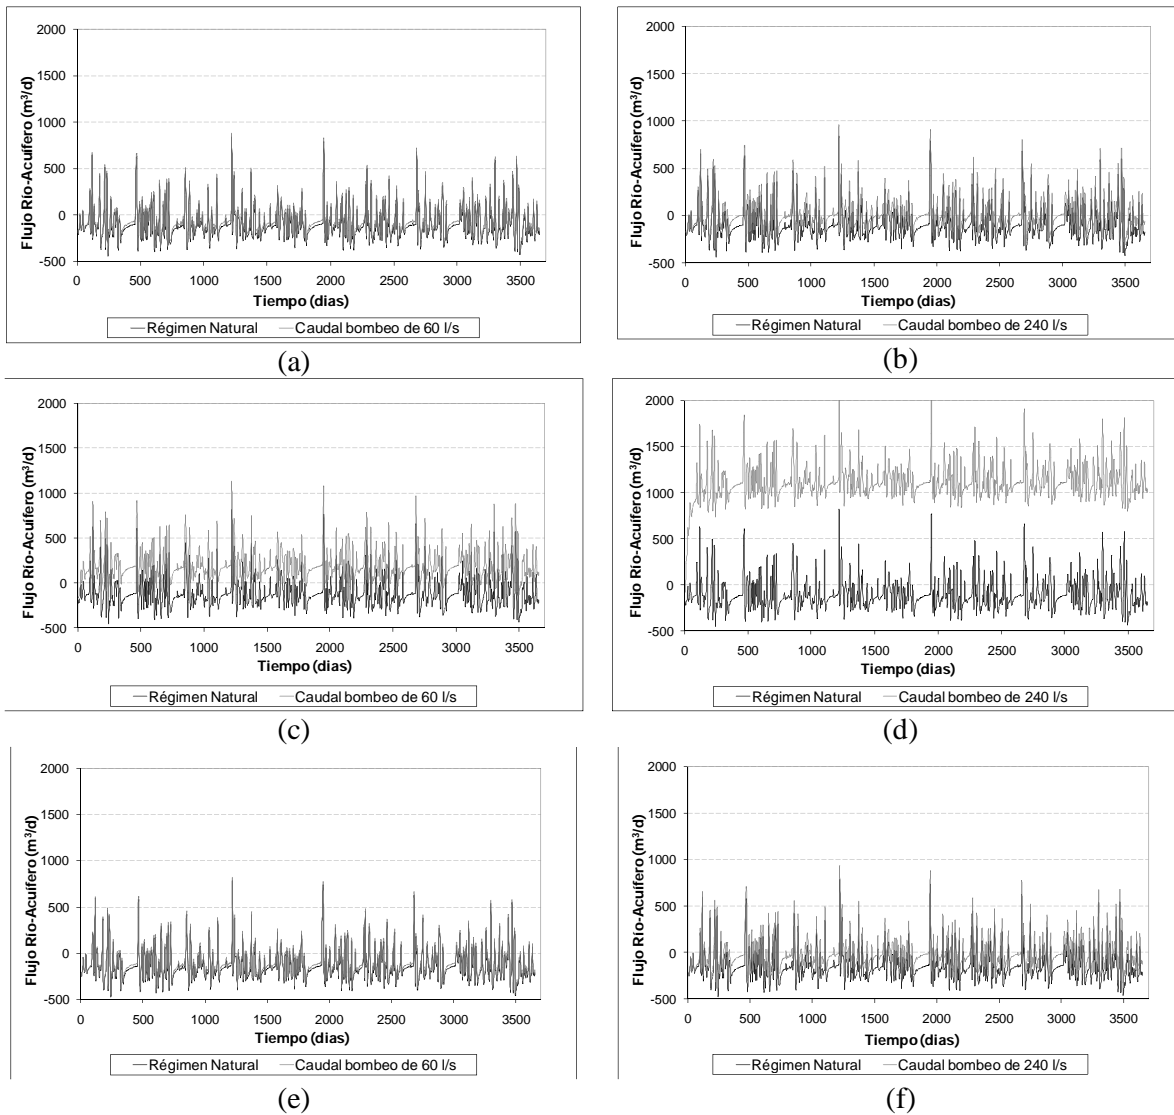 Flujo Río-Acuífero (m³/d)
2000
1500
1000
500
0
-500
0 500 1000 1500 2000 2500 3000 3500
Tiempo (dias)
Régimen Natural Caudal bombeo de 60 l/s
(a)
Flujo Río-Acuífero (m³/d)
2000
1500
1000
500
0
-500
0 500 1000 1500 2000 2500 3000 3500
Tiempo (dias)
Régimen Natural Caudal bombeo de 240 l/s
(b)
Flujo Río-Acuífero (m³/d)
2000
1500
1000
500
0
-500
0 500 1000 1500 2000 2500 3000 3500
Tiempo (dias)
Régimen Natural Caudal bombeo de 60 l/s
(c)
Flujo Río-Acuífero (m³/d)
2000
1500
1000
500
0
-500
0 500 1000 1500 2000 2500 3000 3500
Tiempo (dias)
Régimen Natural Caudal bombeo de 240 l/s
(d)
Flujo Río-Acuífero (m³/d)
2000
1500
1000
500
0
-500
0 500 1000 1500 2000 2500 3000 3500
Tiempo (dias)
Régimen Natural Caudal bombeo de 60 l/s
(e)
Flujo Río-Acuífero (m³/d)
2000
1500
1000
500
0
-500
0 500 1000 1500 2000 2500 3000 3500
Tiempo (dias)
Régimen Natural Caudal bombeo de 240 l/s
(f)